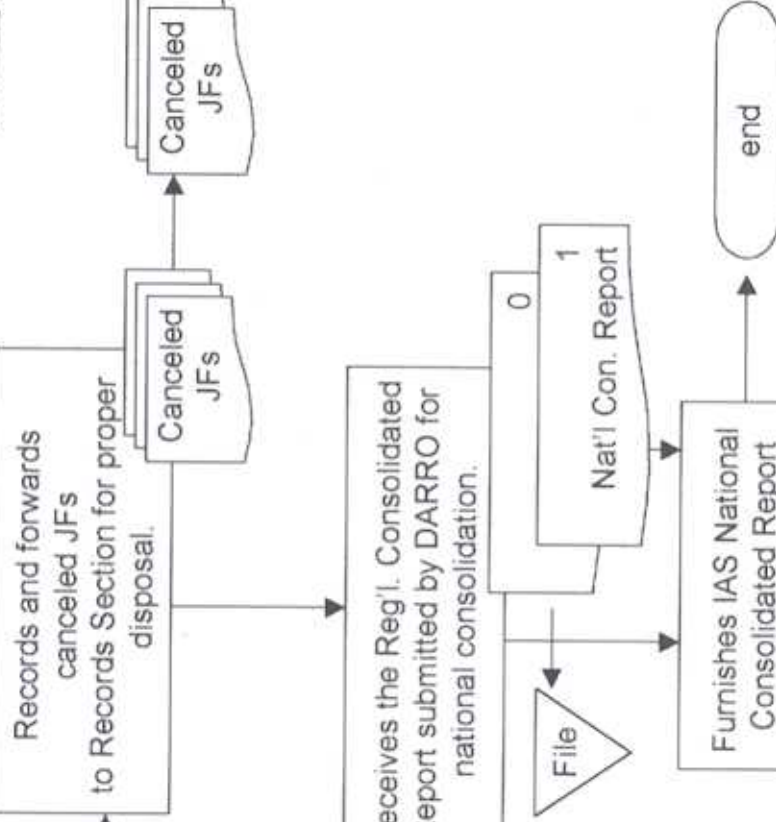 Records and forwards
canceled JFs
to Records Section for proper
disposal.
Canceled
JFs
Canceled
JFs
eceives the Reg'l. Consolidated
eport submitted by DARRO for
national consolidation.
0
1
Nat'l Con. Report
File
Furnishes IAS National
Consolidated Report
end